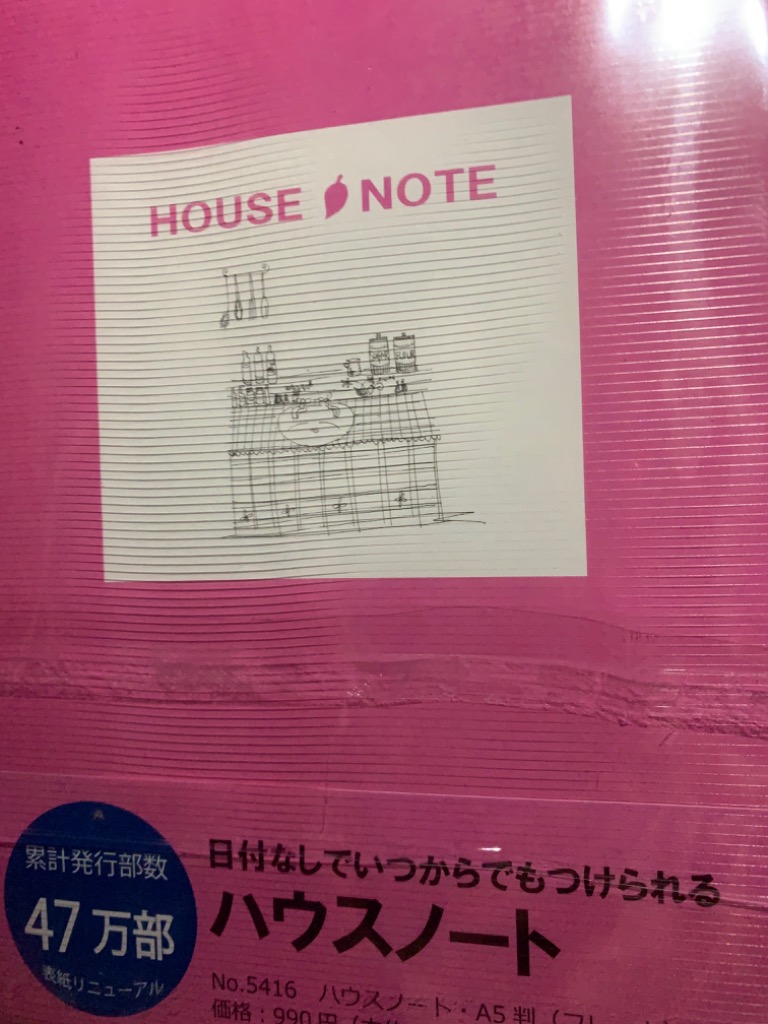 HOUSE NOTE
累計発行部数
47万部
表紙リニューアル
日付なしでいつからでもつけられる
ハウスノート
No.5416 ハウスノート・A5判
価格：990円